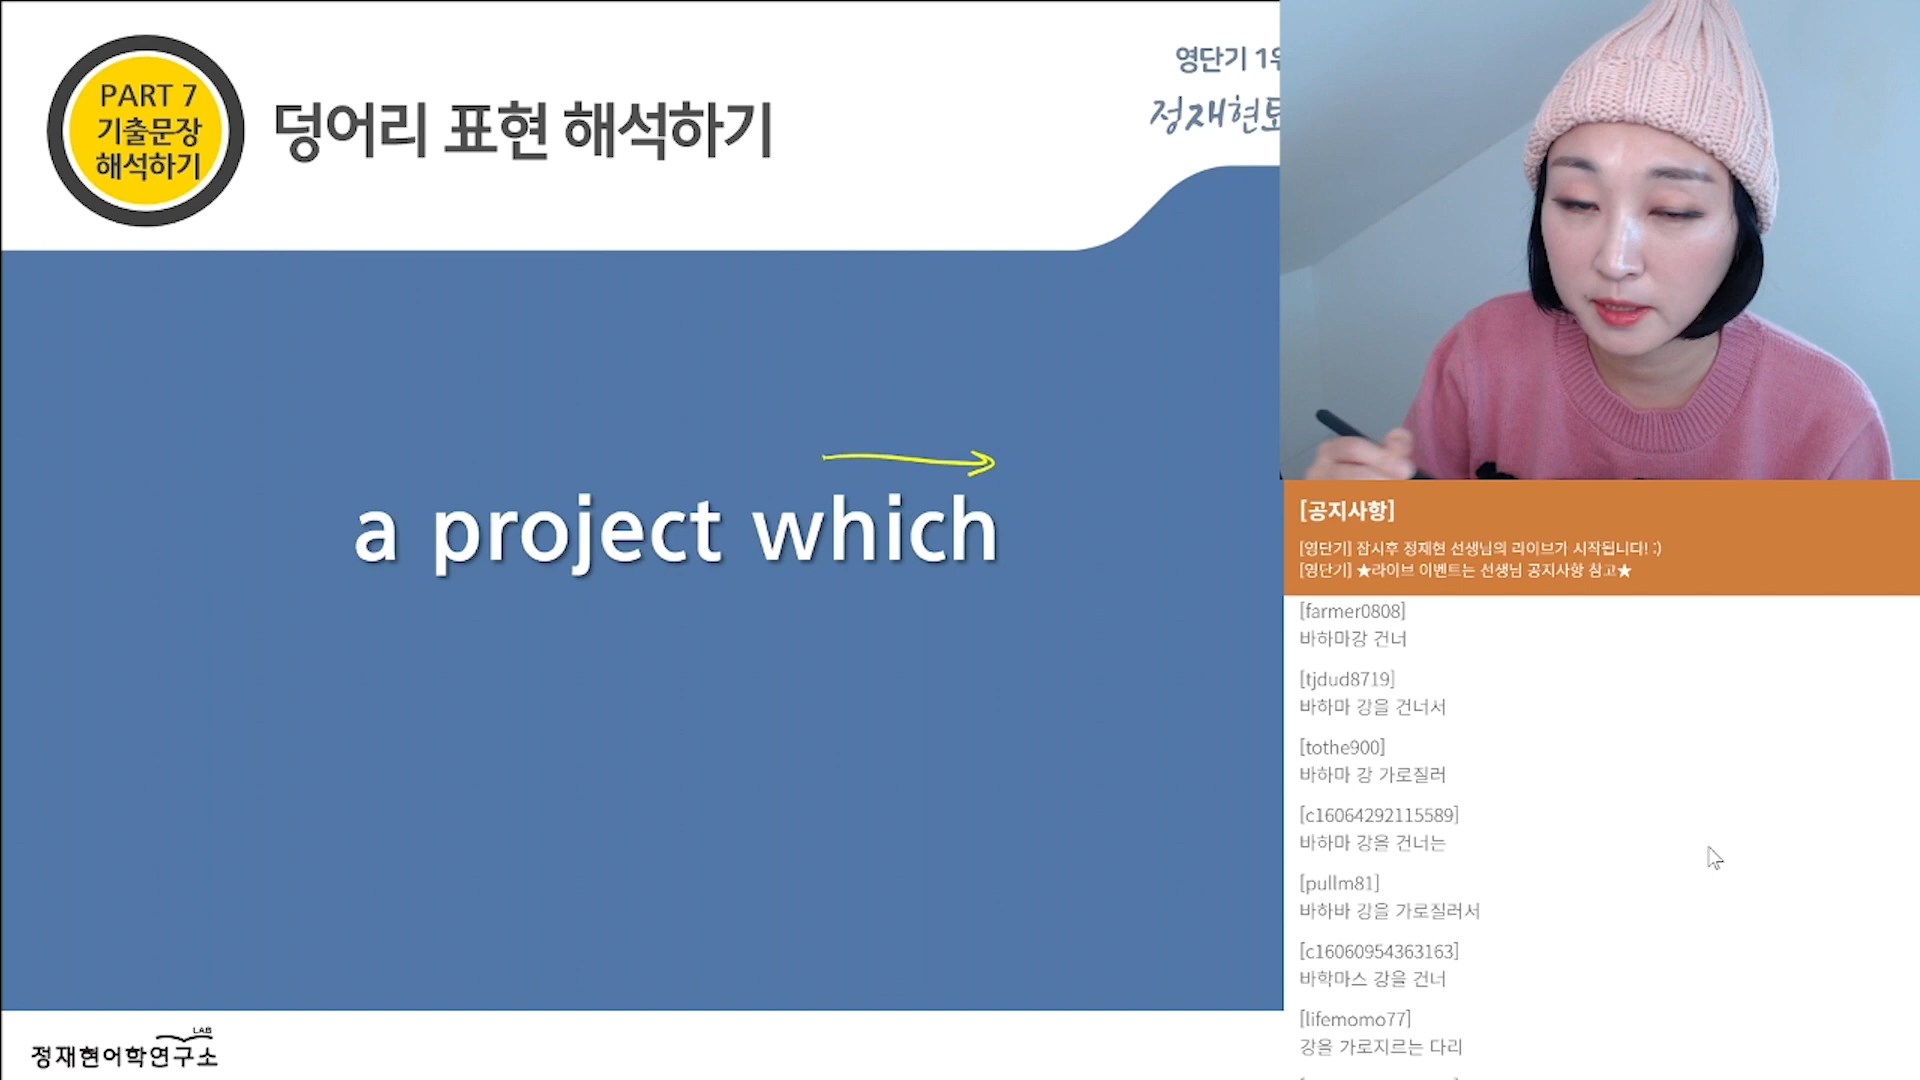 PART 7
기출문장
해석하기
덩어리 표현 해석하기
영단기 1위
정재현토
a project which
정재현어학연구소
LAB
[공지사항]
[영단기] 잠시후 정재현 선생님의 라이브가 시작됩니다! :)
[영단기] ★라이브 이벤트는 선생님 공지사항 참고★
[farmer0808]
바하마강 건너
[tjdud8719]
바하마 강을 건너서
[tothe900]
바하마 강 가로질러
[c16064292115589]
바하마 강을 건너는
[pullm81]
바하바 강을 가로질러서
[c16060954363163]
바학마스 강을 건너
[lifemomo77]
강을 가로지르는 다리